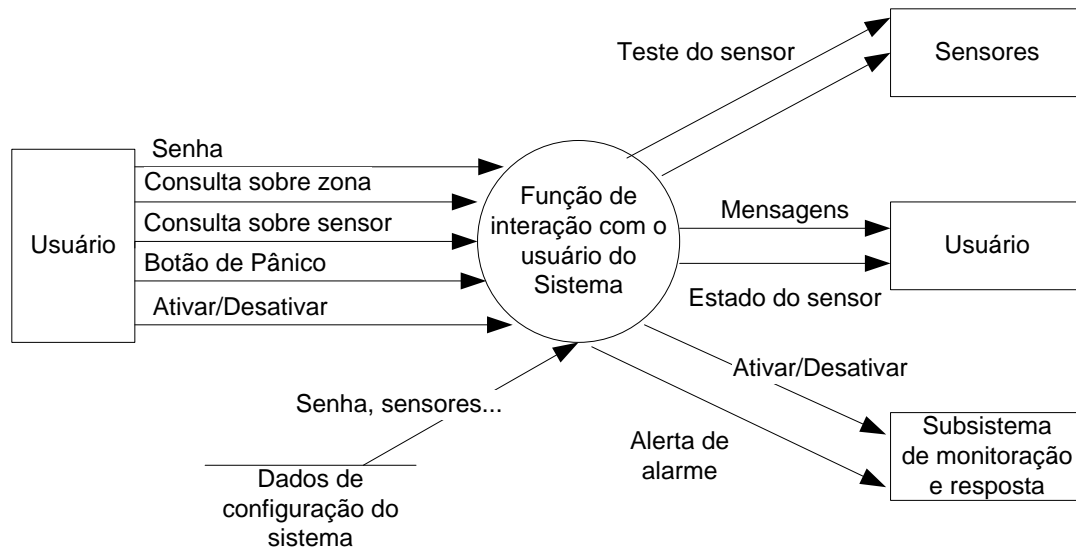 Teste do sensor
Sensores
Senha
Consulta sobre zona
Consulta sobre sensor
Botão de Pânico
Ativar/Desativar
Usuário
Função de
interação com o
usuário do
Sistema
Mensagens
Usuário
Estado do sensor
Ativar/Desativar
Senha, sensores...
Alerta de
alarme
Subsistema
de monitoração
e resposta
Dados de
configuração do
sistema